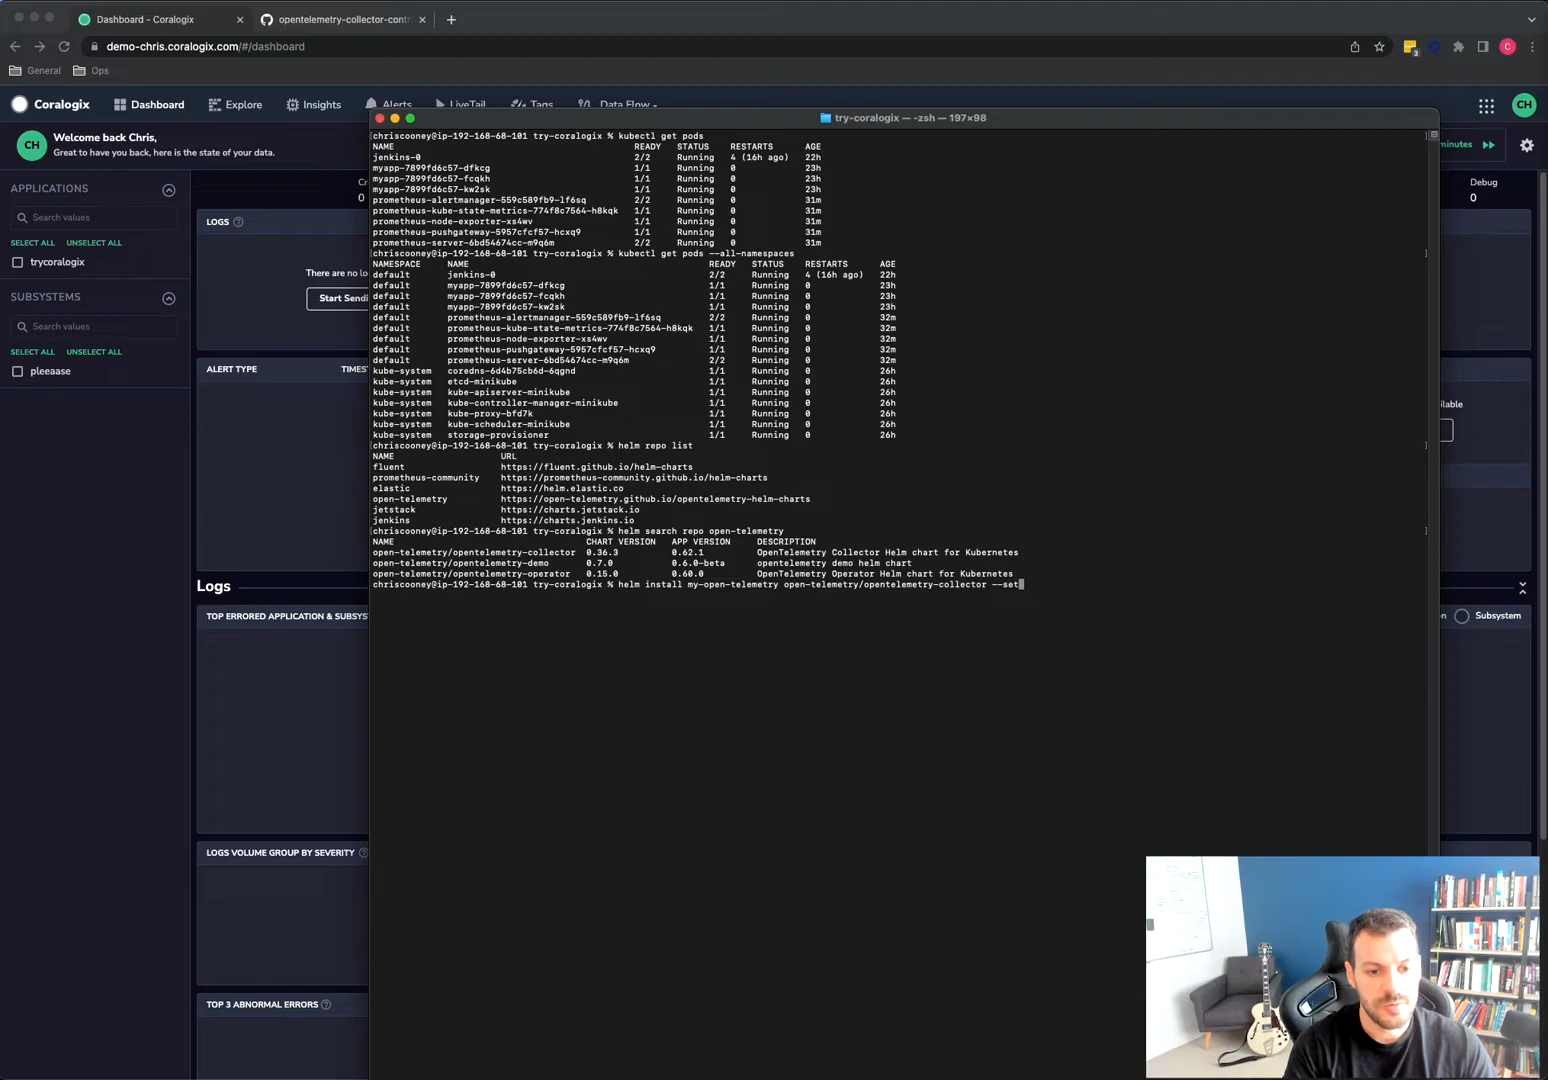 Dashboard - Coralogix
opentelemetry-collector-contri
demo-chris.coralogix.com/#/dashboard
3
C
General
Ops
Coralogix
Dashboard
Explore
Insights
Alerts
LiveTail
Tags
Data Flow
CH
CH
Welcome back Chris,
Great to have you back, here is the state of your data.
minutes
APPLICATIONS
Search values
SELECT ALL UNSELECT ALL
trycoralogix
SUBSYSTEMS
Search values
SELECT ALL UNSELECT ALL
pleeaase
Debug
0
0
LOGS
There are no lo
Start Sendi
ALERT TYPE
TIMES
ilable
Logs
TOP ERRORED APPLICATION & SUBSYS
Subsystem
LOGS VOLUME GROUP BY SEVERITY
TOP 3 ABNORMAL ERRORS
try-coralogix — -zsh — 197×98
[chriscooney@ip-192-168-68-101 try-coralogix % kubectl get pods ]
NAME READY STATUS RESTARTS AGE
jenkins-0 2/2 Running 4 (16h ago) 22h
myapp-7899fd6c57-dfkcg 1/1 Running 0 23h
myapp-7899fd6c57-fcqkh 1/1 Running 0 23h
myapp-7899fd6c57-kw2sk 1/1 Running 0 23h
prometheus-alertmanager-559c589fb9-lf6sq 2/2 Running 0 31m
prometheus-kube-state-metrics-774f8c7564-h8kqk 1/1 Running 0 31m
prometheus-node-exporter-xs4wv 1/1 Running 0 31m
prometheus-pushgateway-5957cfcf57-hcxq9 1/1 Running 0 31m
prometheus-server-6bd54674cc-m9q6m 2/2 Running 0 31m
[chriscooney@ip-192-168-68-101 try-coralogix % kubectl get pods --all-namespaces ]
NAMESPACE NAME READY STATUS RESTARTS AGE
default jenkins-0 2/2 Running 4 (16h ago) 22h
default myapp-7899fd6c57-dfkcg 1/1 Running 0 23h
default myapp-7899fd6c57-fcqkh 1/1 Running 0 23h
default myapp-7899fd6c57-kw2sk 1/1 Running 0 23h
default prometheus-alertmanager-559c589fb9-lf6sq 2/2 Running 0 32m
default prometheus-kube-state-metrics-774f8c7564-h8kqk 1/1 Running 0 32m
default prometheus-node-exporter-xs4wv 1/1 Running 0 32m
default prometheus-pushgateway-5957cfcf57-hcxq9 1/1 Running 0 32m
default prometheus-server-6bd54674cc-m9q6m 2/2 Running 0 32m
kube-system coredns-6d4b75cb6d-6qgnd 1/1 Running 0 26h
kube-system etcd-minikube 1/1 Running 0 26h
kube-system kube-apiserver-minikube 1/1 Running 0 26h
kube-system kube-controller-manager-minikube 1/1 Running 0 26h
kube-system kube-proxy-bfd7k 1/1 Running 0 26h
kube-system kube-scheduler-minikube 1/1 Running 0 26h
kube-system storage-provisioner 1/1 Running 0 26h
[chriscooney@ip-192-168-68-101 try-coralogix % helm repo list ]
NAME URL
fluent https://fluent.github.io/helm-charts
prometheus-community https://prometheus-community.github.io/helm-charts
elastic https://helm.elastic.co
open-telemetry https://open-telemetry.github.io/opentelemetry-helm-charts
jetstack https://charts.jetstack.io
jenkins https://charts.jenkins.io
[chriscooney@ip-192-168-68-101 try-coralogix % helm search repo open-telemetry ]
NAME CHART VERSION APP VERSION DESCRIPTION
open-telemetry/opentelemetry-collector 0.36.3 0.62.1 OpenTelemetry Collector Helm chart for Kubernetes
open-telemetry/opentelemetry-demo 0.7.0 0.6.0-beta opentelemetry demo helm chart
open-telemetry/opentelemetry-operator 0.15.0 0.60.0 OpenTelemetry Operator Helm chart for Kubernetes
chriscooney@ip-192-168-68-101 try-coralogix % helm install my-open-telemetry open-telemetry/opentelemetry-collector --set